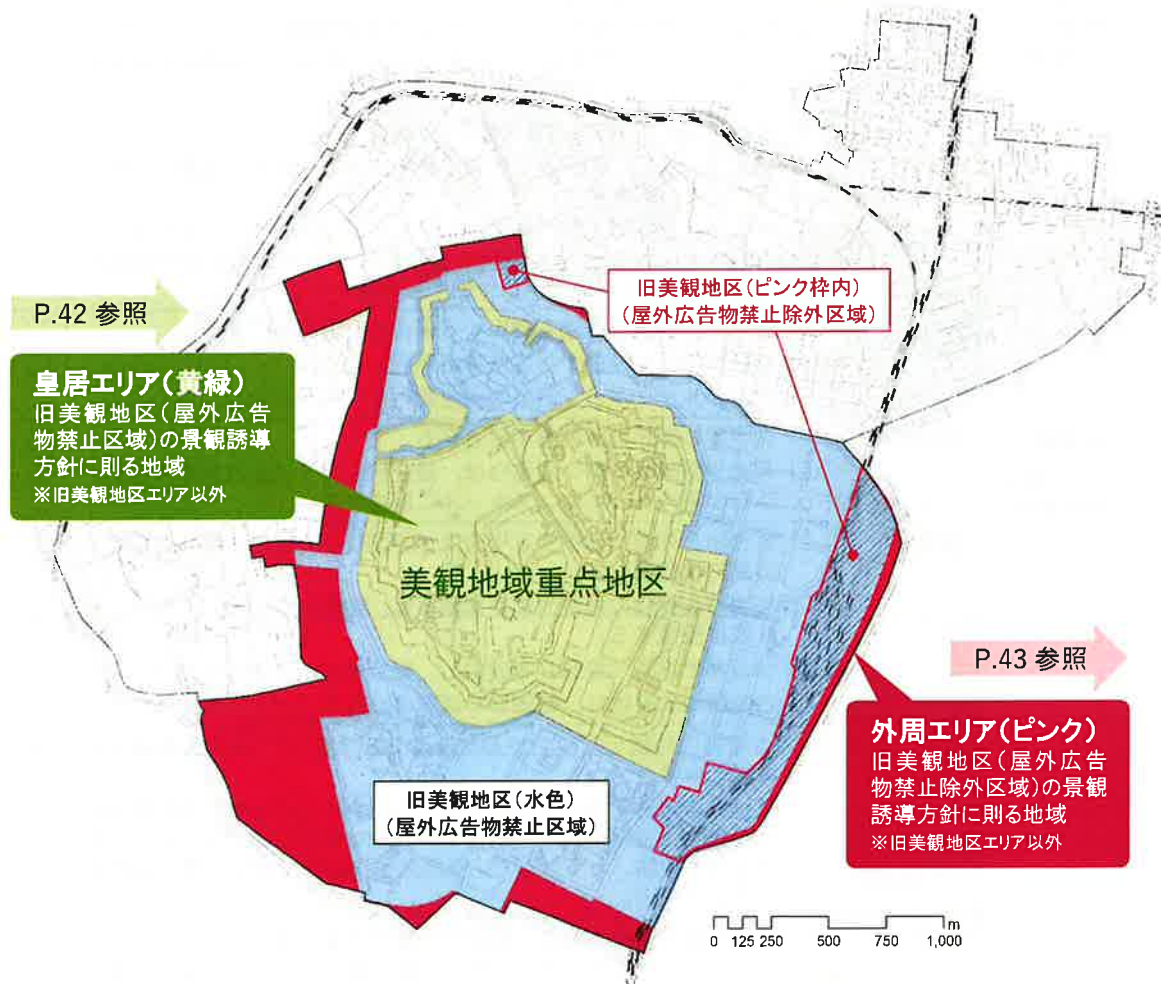 旧美観地区(ピンク枠内)
(屋外広告物禁止除外区域)
P.42 参照
皇居エリア(黄緑)
旧美観地区(屋外広告
物禁止区域)の景観誘導
方針に則る地域
※旧美観地区エリア以外
美観地域重点地区
P.43 参照
外周エリア(ピンク)
旧美観地区(屋外広告
物禁止除外区域)の景観
誘導方針に則る地域
※旧美観地区エリア以外
旧美観地区(水色)
(屋外広告物禁止区域)
0 125 250 500 750 1,000 m